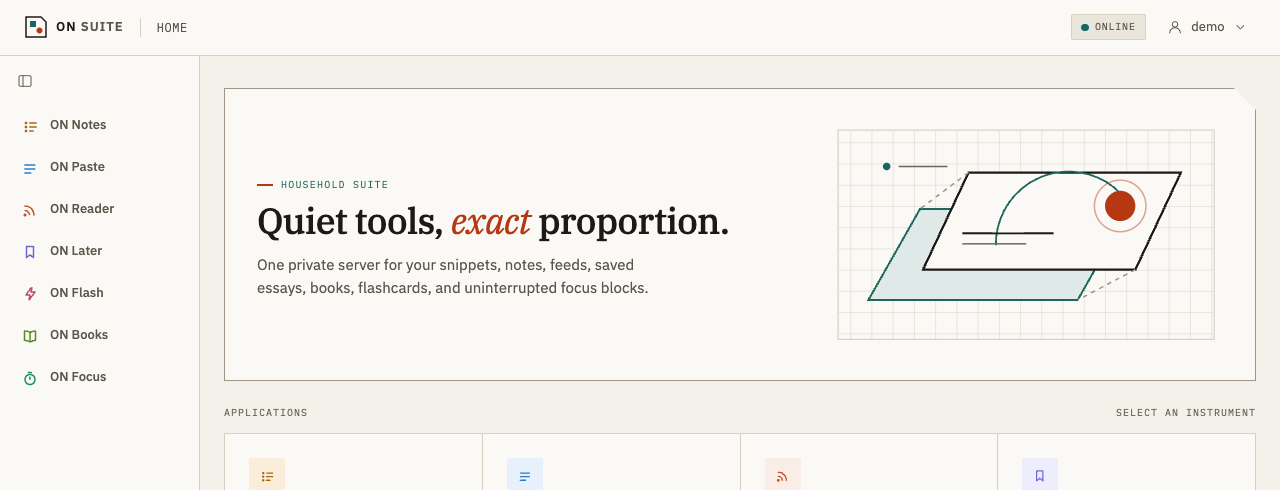 ON SUITE
HOME
ONLINE
demo
ON Notes
ON Paste
ON Reader
ON Later
ON Flash
ON Books
ON Focus
HOUSEHOLD SUITE
Quiet tools, exact proportion.
One private server for your snippets, notes, feeds, saved
essays, books, flashcards, and uninterrupted focus blocks.
APPLICATIONS
SELECT AN INSTRUMENT